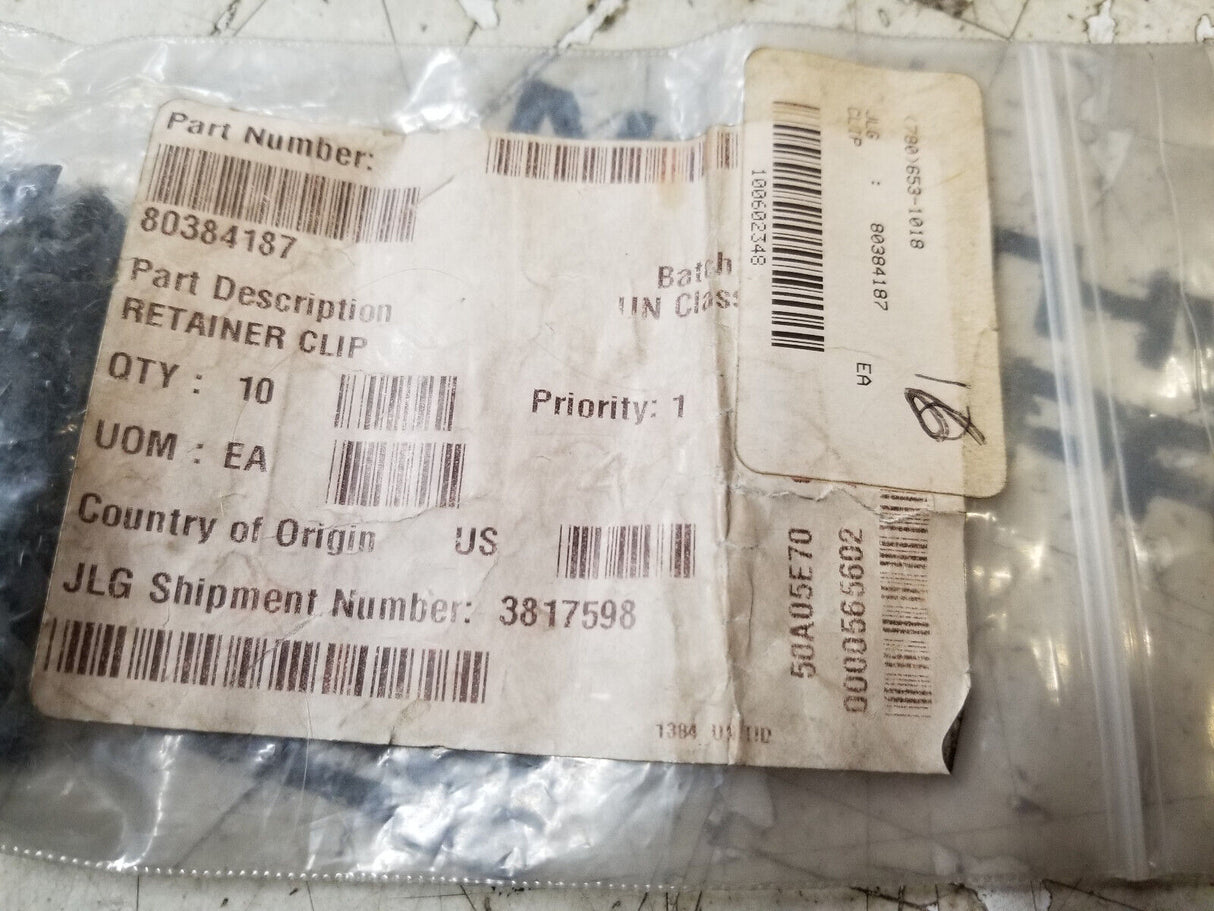 Part Number:
80384187
Part Description
RETAINER CLIP
Batch
UN Class
QTY : 10
Priority: 1
UOM : EA
Country of Origin US
JLG Shipment Number: 3817598
50A05E70
0000565602
(780)653-1018
JLG : 80384187
CLIP EA
100602348